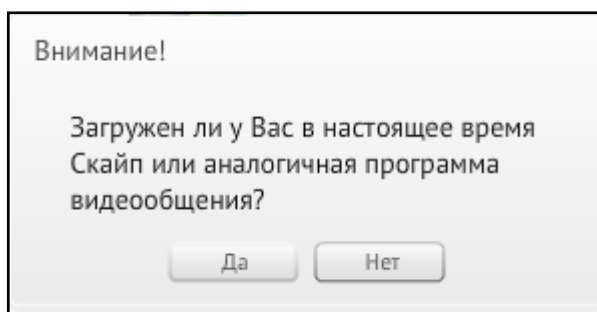 Внимание!
Загружен ли у Вас в настоящее время
Скайп или аналогичная программа
видеообщения?
Да Нет